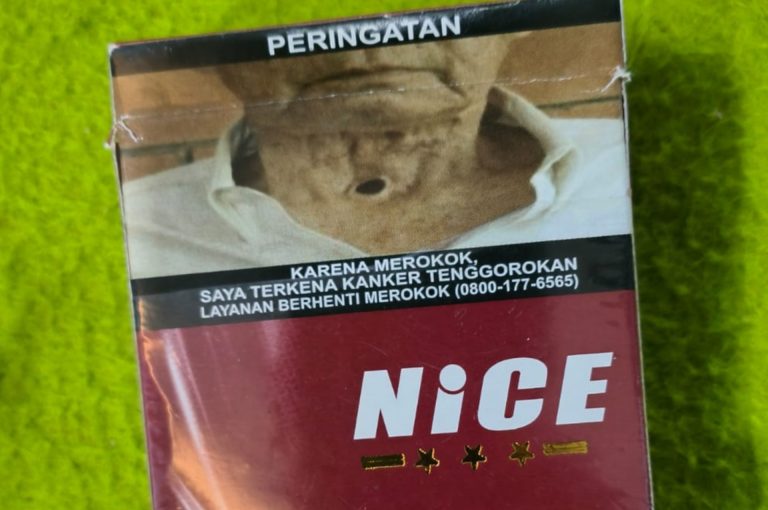 PERINGATAN
KARENA MEROKOK,
SAYA TERKENA KANKER TENGGOROKAN
LAYANAN BERHENTI MEROKOK (0800-177-6565)
NiCE